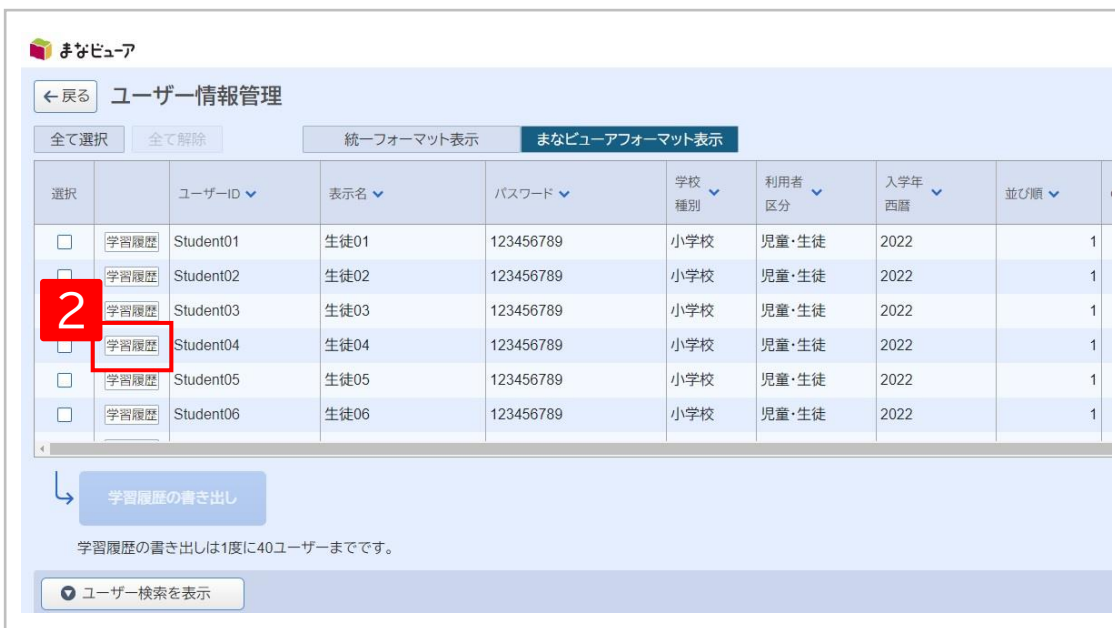 まなビューア
←戻る ユーザー情報管理
全て選択 全て解除 統一フォーマット表示 まなビューアフォーマット表示
選択 ユーザーID 表示名 パスワード 学校種別 利用者区分 入学年西暦 並び順
学習履歴 Student01 生徒01 123456789 小学校 児童・生徒 2022 1
学習履歴 Student02 生徒02 123456789 小学校 児童・生徒 2022 1
2
学習履歴 Student03 生徒03 123456789 小学校 児童・生徒 2022 1
学習履歴 Student04 生徒04 123456789 小学校 児童・生徒 2022 1
学習履歴 Student05 生徒05 123456789 小学校 児童・生徒 2022 1
学習履歴 Student06 生徒06 123456789 小学校 児童・生徒 2022 1
学習履歴の書き出し
学習履歴の書き出しは1度に40ユーザーまでです。
ユーザー検索を表示